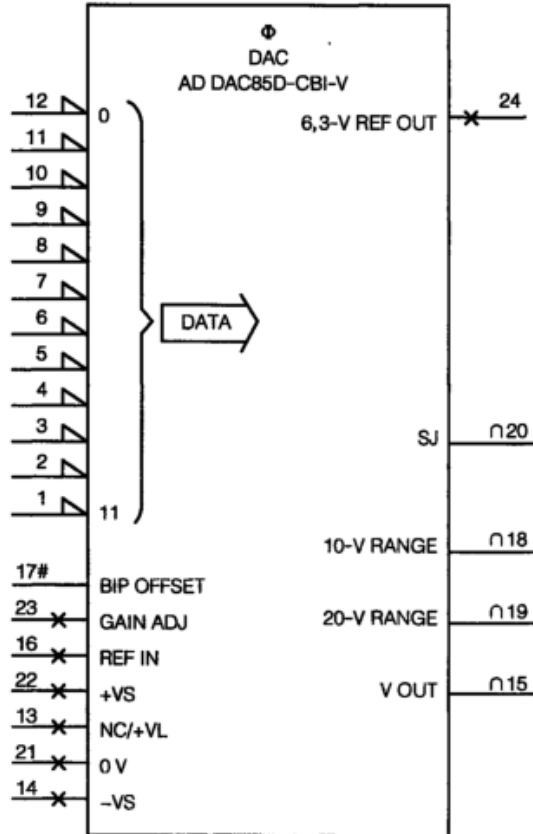 Φ
DAC
AD DAC85D-CBI-V
12 0 6,3-V REF OUT 24
11
10
9
8
7
6 DATA
5
4
3 SJ ∩20
2
1 11
10-V RANGE ∩18
17# BIP OFFSET
23 GAIN ADJ 20-V RANGE ∩19
16 REF IN
22 +VS V OUT ∩15
13 NC/+VL
21 0 V
14 -VS